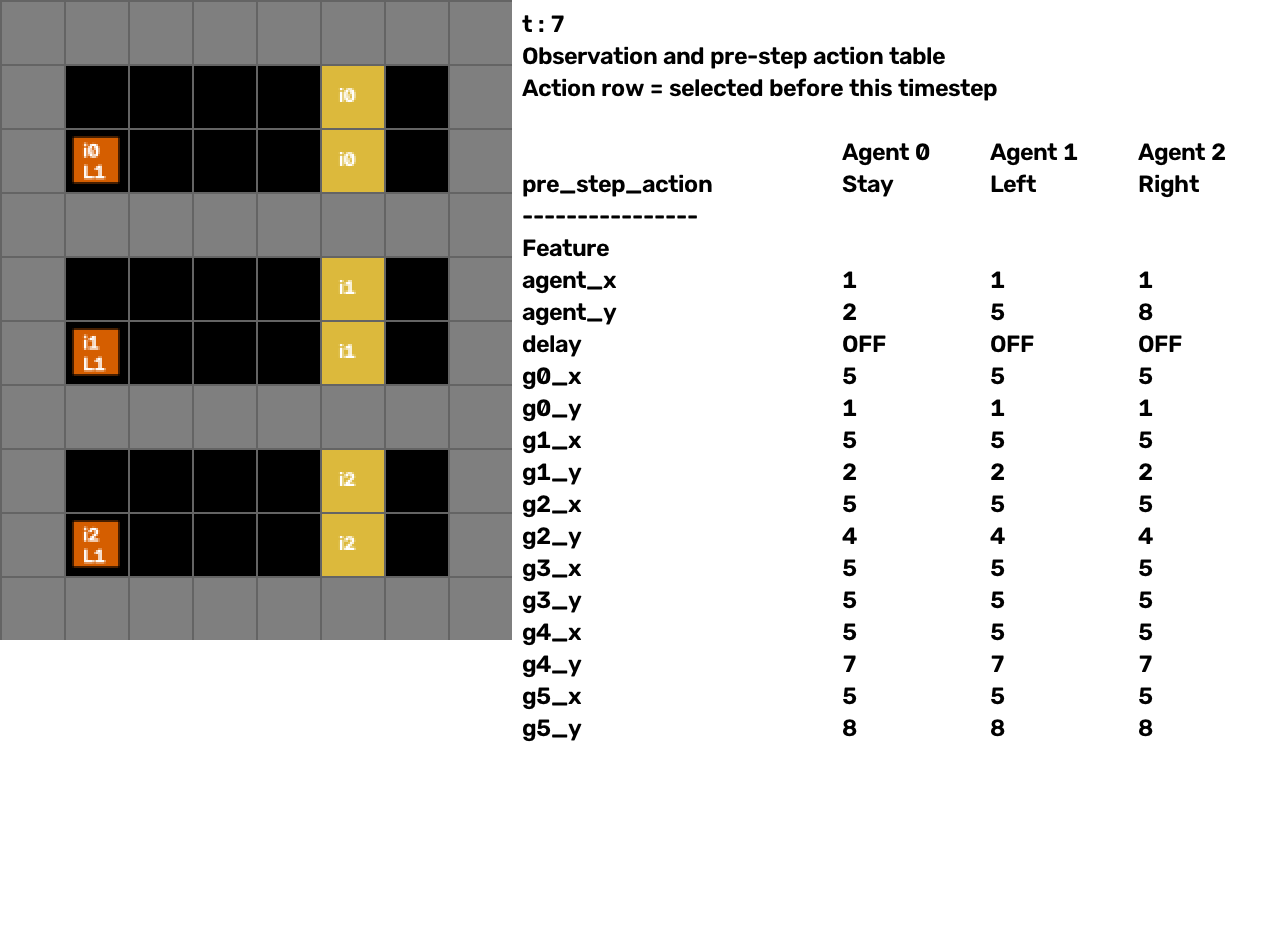 i0
i0
L1
i0
i1
i1
L1
i1
i2
i2
L1
i2
t : 7
Observation and pre-step action table
Action row = selected before this timestep
Agent 0 Agent 1 Agent 2
pre_step_action Stay Left Right
----------------
Feature
agent_x 1 1 1
agent_y 2 5 8
delay OFF OFF OFF
g0_x 5 5 5
g0_y 1 1 1
g1_x 5 5 5
g1_y 2 2 2
g2_x 5 5 5
g2_y 4 4 4
g3_x 5 5 5
g3_y 5 5 5
g4_x 5 5 5
g4_y 7 7 7
g5_x 5 5 5
g5_y 8 8 8